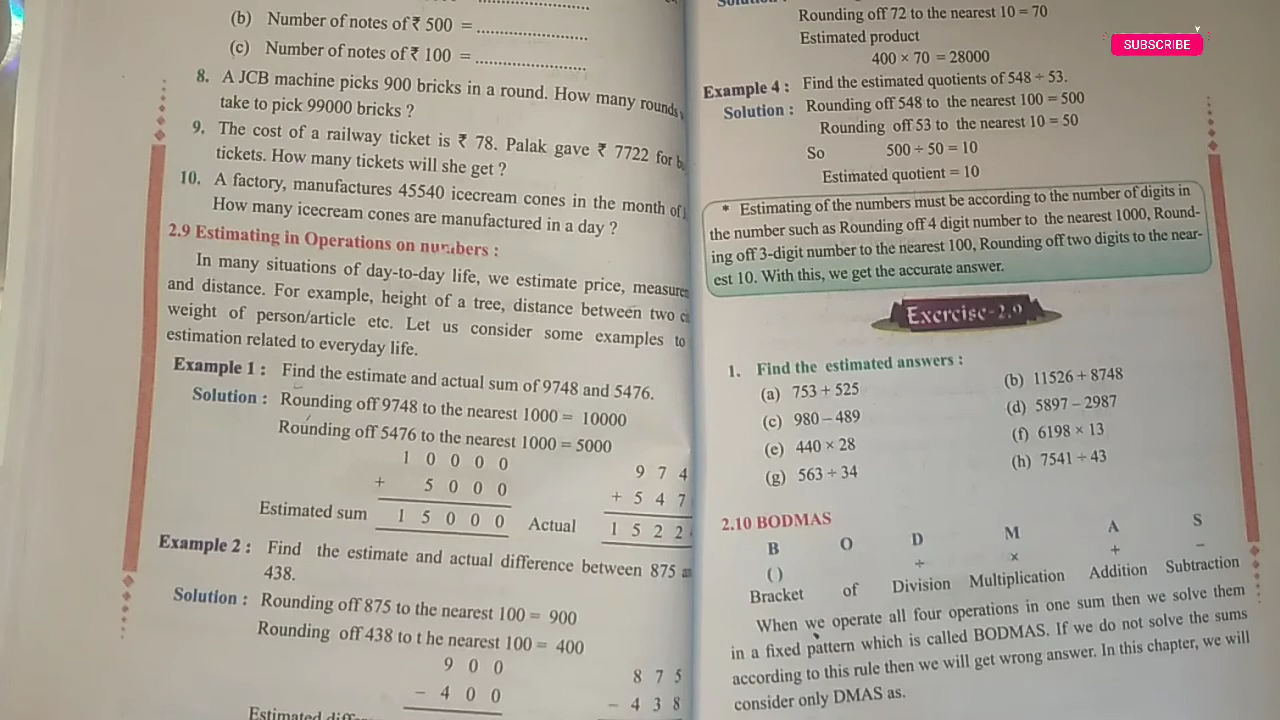 (b) Number of notes of ₹ 500 = ........................
(c) Number of notes of ₹ 100 = ........................
8. A JCB machine picks 900 bricks in a round. How many rounds
take to pick 99000 bricks ?
9. The cost of a railway ticket is ₹ 78. Palak gave ₹ 7722 for
tickets. How many tickets will she get ?
10. A factory, manufactures 45540 icecream cones in the month of
How many icecream cones are manufactured in a day ?
2.9 Estimating in Operations on numbers :
In many situations of day-to-day life, we estimate price, measure
and distance. For example, height of a tree, distance between two
weight of person/article etc. Let us consider some examples to
estimation related to everyday life.
Example 1 : Find the estimate and actual sum of 9748 and 5476.
Solution : Rounding off 9748 to the nearest 1000 = 10000
Rounding off 5476 to the nearest 1000 = 5000
1 0 0 0 0
+ 5 0 0 0
Estimated sum 1 5 0 0 0
9 7 4
+ 5 4 7
Actual 1 5 2 2
Example 2 : Find the estimate and actual difference between 875
438.
Solution : Rounding off 875 to the nearest 100 = 900
Rounding off 438 to t he nearest 100 = 400
9 0 0
− 4 0 0
8 7 5
− 4 3 8
Estimated
Rounding off 72 to the nearest 10 = 70
Estimated product
400 × 70 = 28000
Example 4 : Find the estimated quotients of 548 ÷ 53.
Solution : Rounding off 548 to the nearest 100 = 500
Rounding off 53 to the nearest 10 = 50
So 500 ÷ 50 = 10
Estimated quotient = 10
* Estimating of the numbers must be according to the number of digits in
the number such as Rounding off 4 digit number to the nearest 1000, Round-
ing off 3-digit number to the nearest 100, Rounding off two digits to the near-
est 10. With this, we get the accurate answer.
Exercise-2.9
1. Find the estimated answers :
(a) 753 + 525 (b) 11526 + 8748
(c) 980 – 489 (d) 5897 – 2987
(e) 440 × 28 (f) 6198 × 13
(g) 563 ÷ 34 (h) 7541 ÷ 43
2.10 BODMAS
B O D M A S
( ) ÷ × + −
Bracket of Division Multiplication Addition Subtraction
When we operate all four operations in one sum then we solve them
in a fixed pattern which is called BODMAS. If we do not solve the sums
according to this rule then we will get wrong answer. In this chapter, we will
consider only DMAS as.
SUBSCRIBE